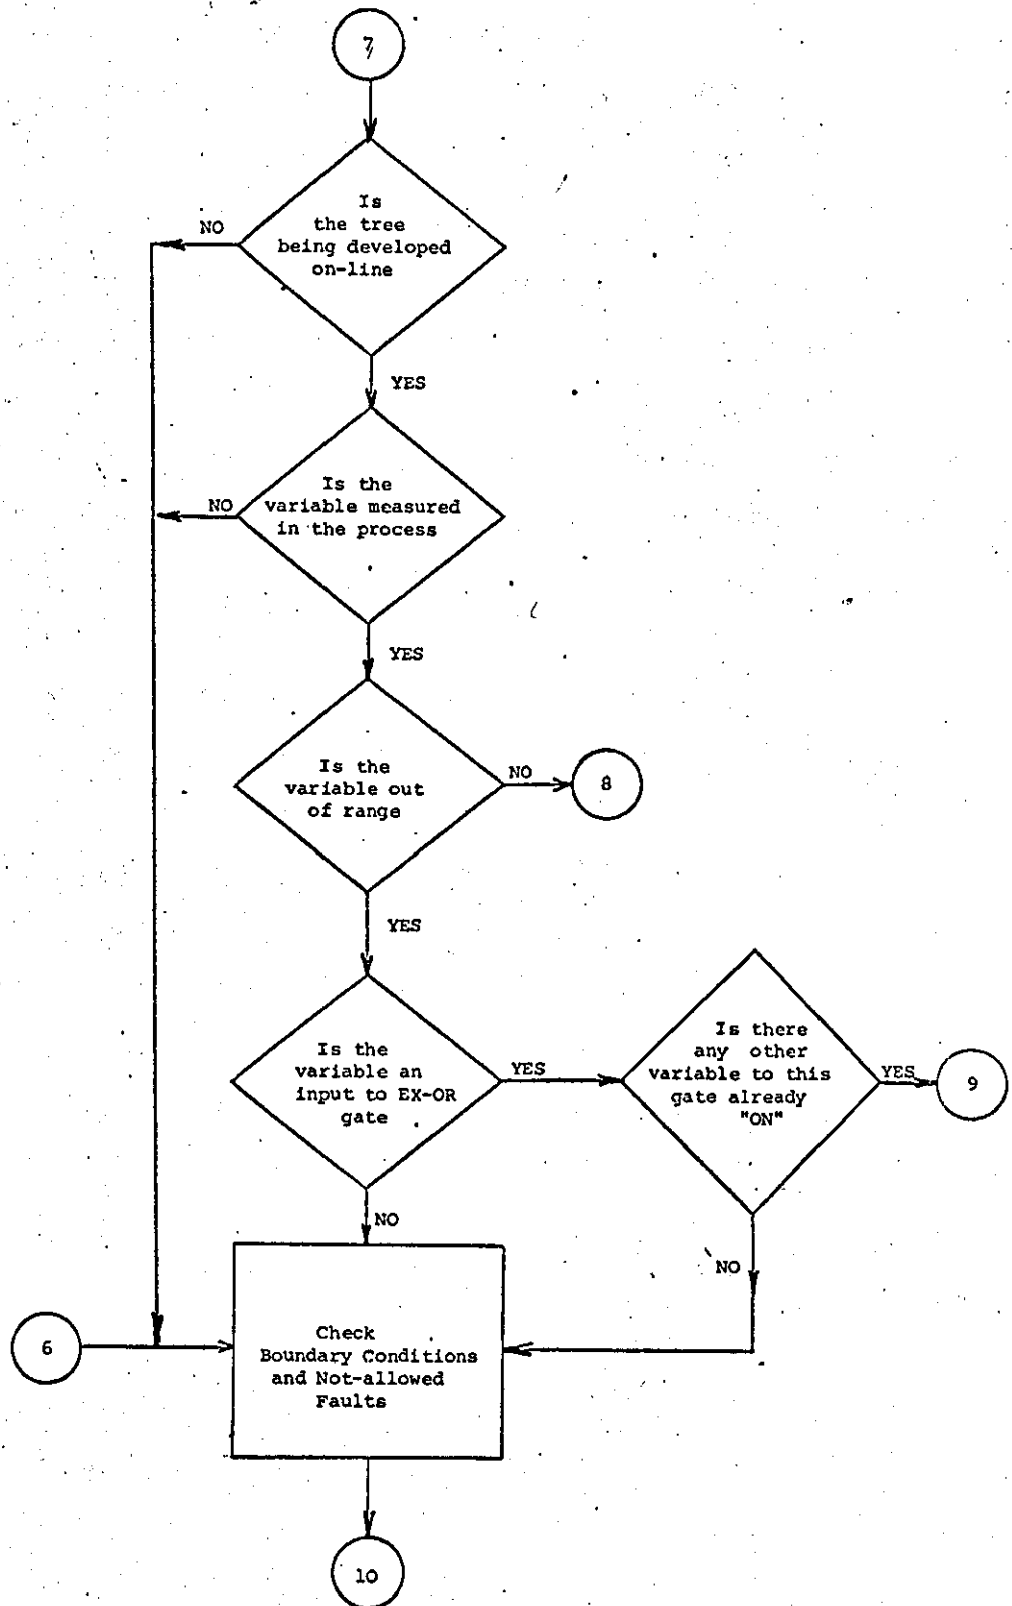 7
Is
the tree
being developed
on-line
NO
YES
Is the
variable measured
in the process
NO
YES
Is the
variable out
of range
NO
8
YES
Is the
variable an
input to EX-OR
gate
YES
Is there
any other
variable to this
gate already
"ON"
YES
9
NO
NO
6
Check
Boundary Conditions
and Not-allowed
Faults
10